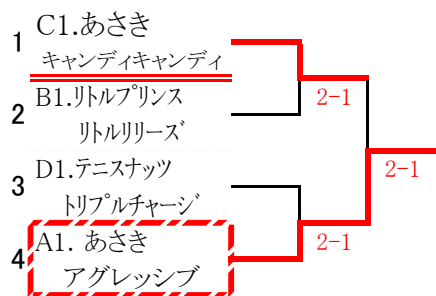 1 C1.あさき
キャンディキャンディ
2 B1.リトルプリンス
リトルリリーズ
2-1
3 D1.テニスナッツ
トリプルチャージ
2-1
4 A1. あさき
アグレッシブ
2-1